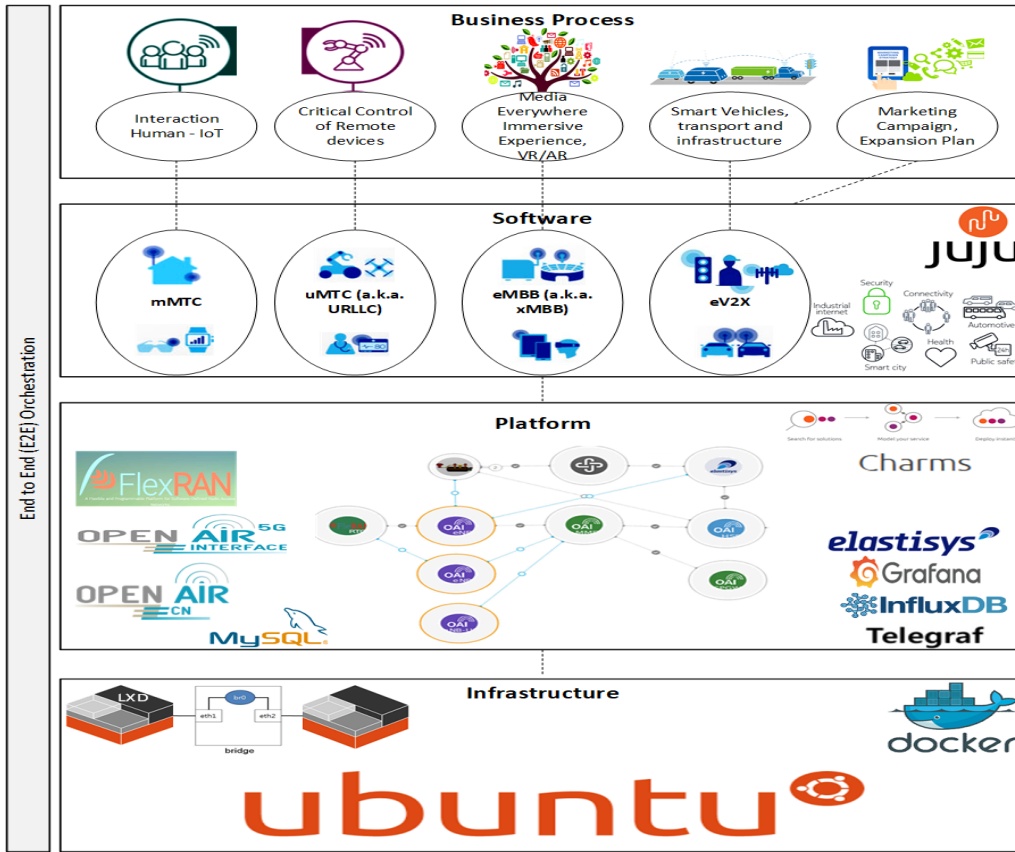 End to End (E2E) Orchestration
Business Process
Interaction
Human - IoT
Critical Control
of Remote
devices
Media
Everywhere
Immersive
Experience,
VR/AR
Smart Vehicles,
transport and
infrastructure
Marketing
Campaign,
Expansion Plan
Software
JUJU
mMTC
uMTC (a.k.a.
URLLC)
eMBB (a.k.a.
xMBB)
eV2X
Security
Industrial
internet
Connectivity
Automotive
Health
Smart city
24h
Public safe
Platform
Search for solutions
Model your service
Deploy instant
Charms
FlexRAN
OPEN AIR 5G
INTERFACE
OPEN AIR
CN
MySQL
elastisys
OAI
OAI
OAI
OAI
OAI
OAI
elastisys
Grafana
InfluxDB
Telegraf
Infrastructure
LXD
br0
eth1
eth2
bridge
docker
ubuntu